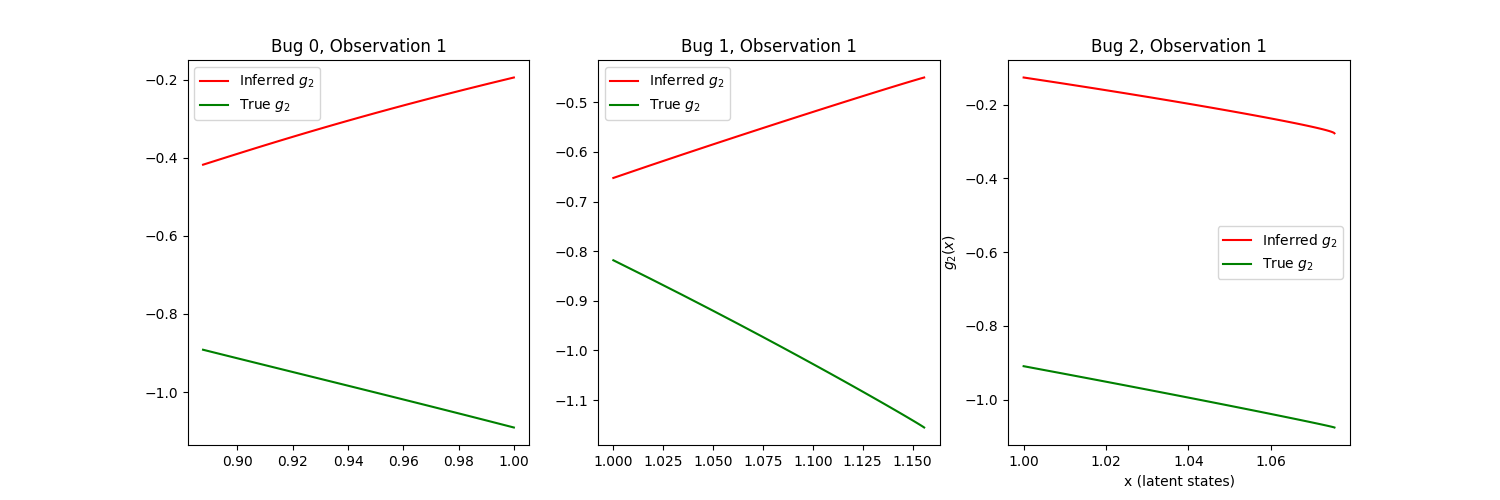 Bug 0, Observation 1
Inferred g₂
True g₂
−0.2
−0.4
−0.6
−0.8
−1.0
0.90 0.92 0.94 0.96 0.98 1.00
Bug 1, Observation 1
Inferred g₂
True g₂
−0.5
−0.6
−0.7
−0.8
−0.9
−1.0
−1.1
1.000 1.025 1.050 1.075 1.100 1.125 1.150
Bug 2, Observation 1
Inferred g₂
True g₂
g₂(x)
−0.2
−0.4
−0.6
−0.8
−1.0
1.00 1.02 1.04 1.06
x (latent states)